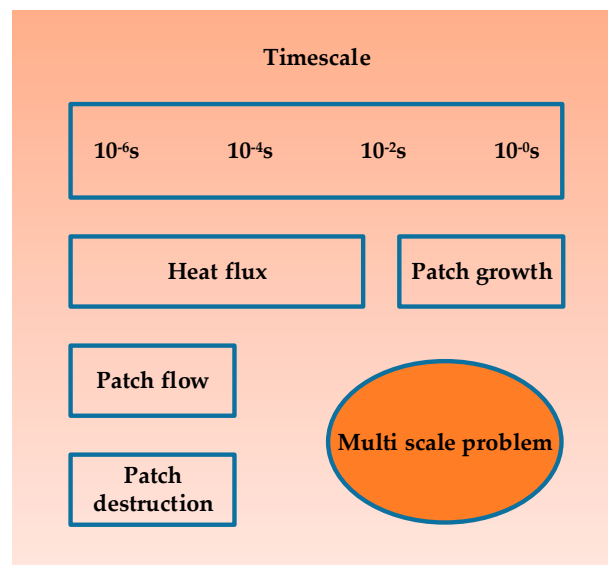 Timescale
10⁻⁶s 10⁻⁴s 10⁻²s 10⁻⁰s
Heat flux Patch growth
Patch flow
Multi scale problem
Patch
destruction